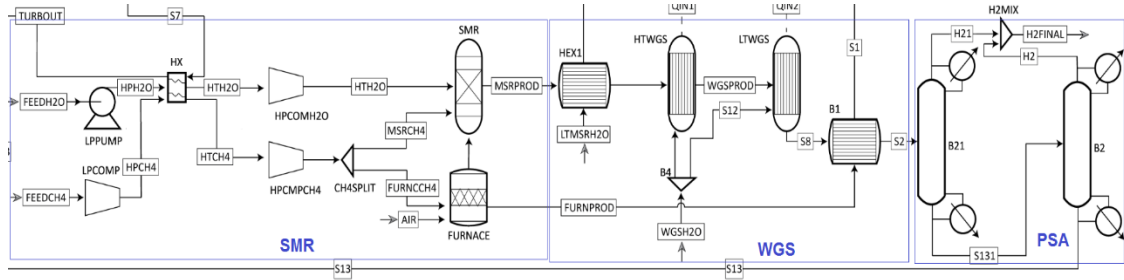 TURBOUT
S7
SMR
QIN1
QIN2
H2MIX
HEX1
HTWGS
LTWGS
S1
H21
H2FINAL
HX
H2
HPH2O
HTH2O
HTH2O
MSRPROD
WGSPROD
FEEDH2O
HPCOMH2O
S12
B1
LPPUMP
MSRCH4
LTMSRH2O
S8
S2
LPCOMP
HPCH4
HTCH4
B4
B21
B2
FEEDCH4
HPCMPCH4
CH4SPLIT
FURNCCH4
FURNPROD
AIR
FURNACE
WGSH2O
SMR
WGS
PSA
S131
S13
S13